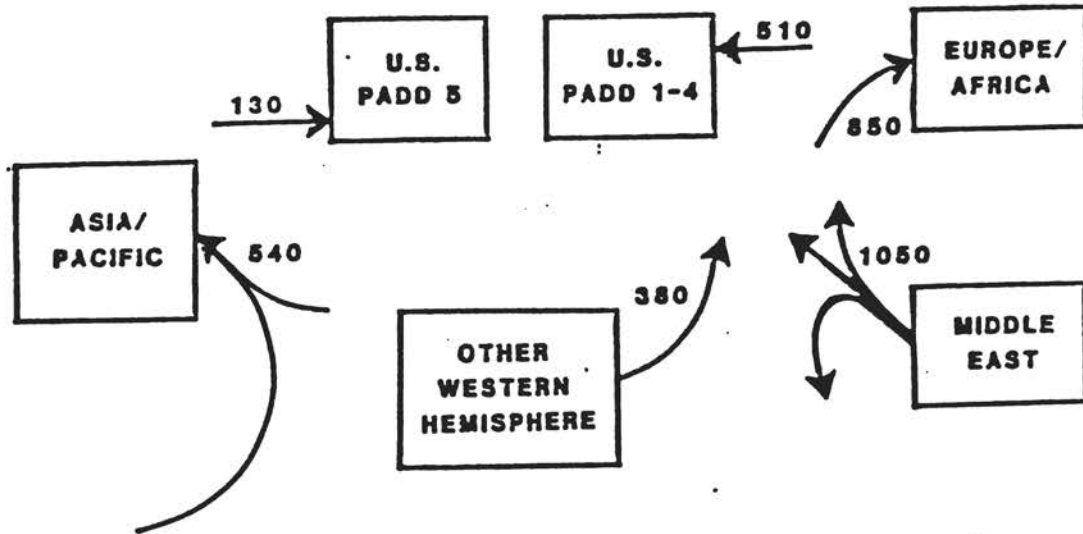 U.S.
PADD 5
U.S.
PADD 1-4
510
EUROPE/
AFRICA
130
850
ASIA/
PACIFIC
540
1050
380
OTHER
WESTERN
HEMISPHERE
MIDDLE
EAST